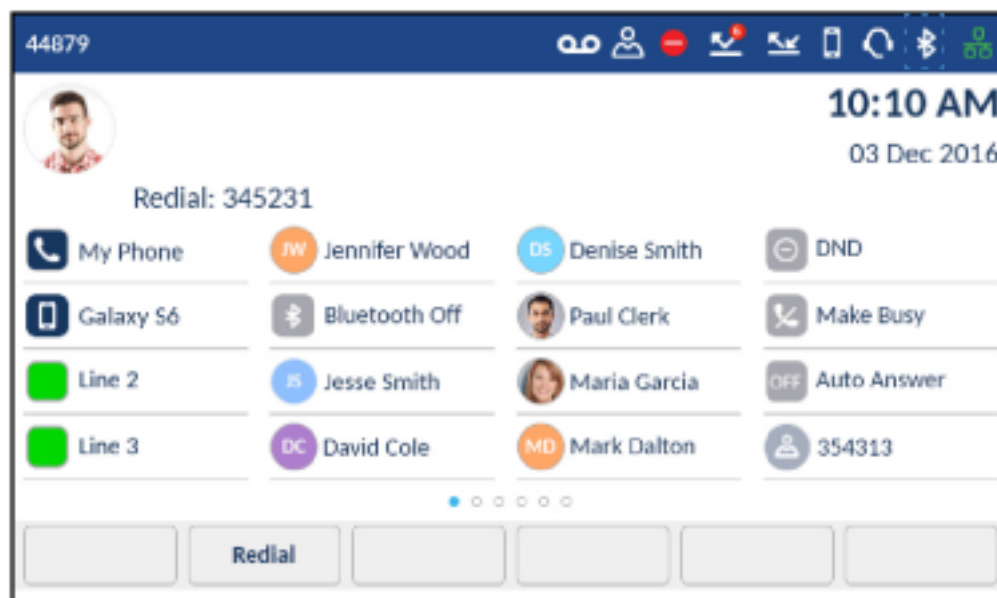 44879
6
10:10 AM
03 Dec 2016
Redial: 345231
My Phone
JW Jennifer Wood
DS Denise Smith
DND
Galaxy S6
Bluetooth Off
Paul Clerk
Make Busy
Line 2
JS Jesse Smith
Maria Garcia
OFF Auto Answer
Line 3
DC David Cole
MD Mark Dalton
354313
Redial